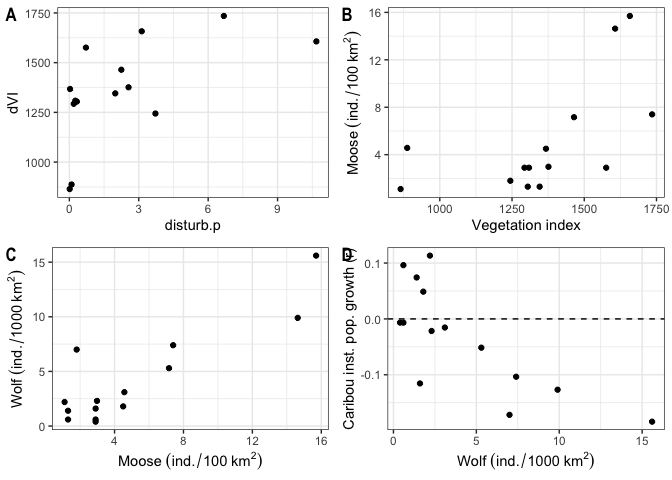 A
1750
1500
1250
1000
dVI
0
3
6
9
disturb.p
B
16
12
8
4
Moose (ind./100 km²)
1000
1250
1500
1750
Vegetation index
C
15
10
5
0
Wolf (ind./1000 km²)
4
8
12
16
Moose (ind./100 km²)
D
0.1
0.0
-0.1
Caribou inst. pop. growth (r)
0
5
10
15
Wolf (ind./1000 km²)